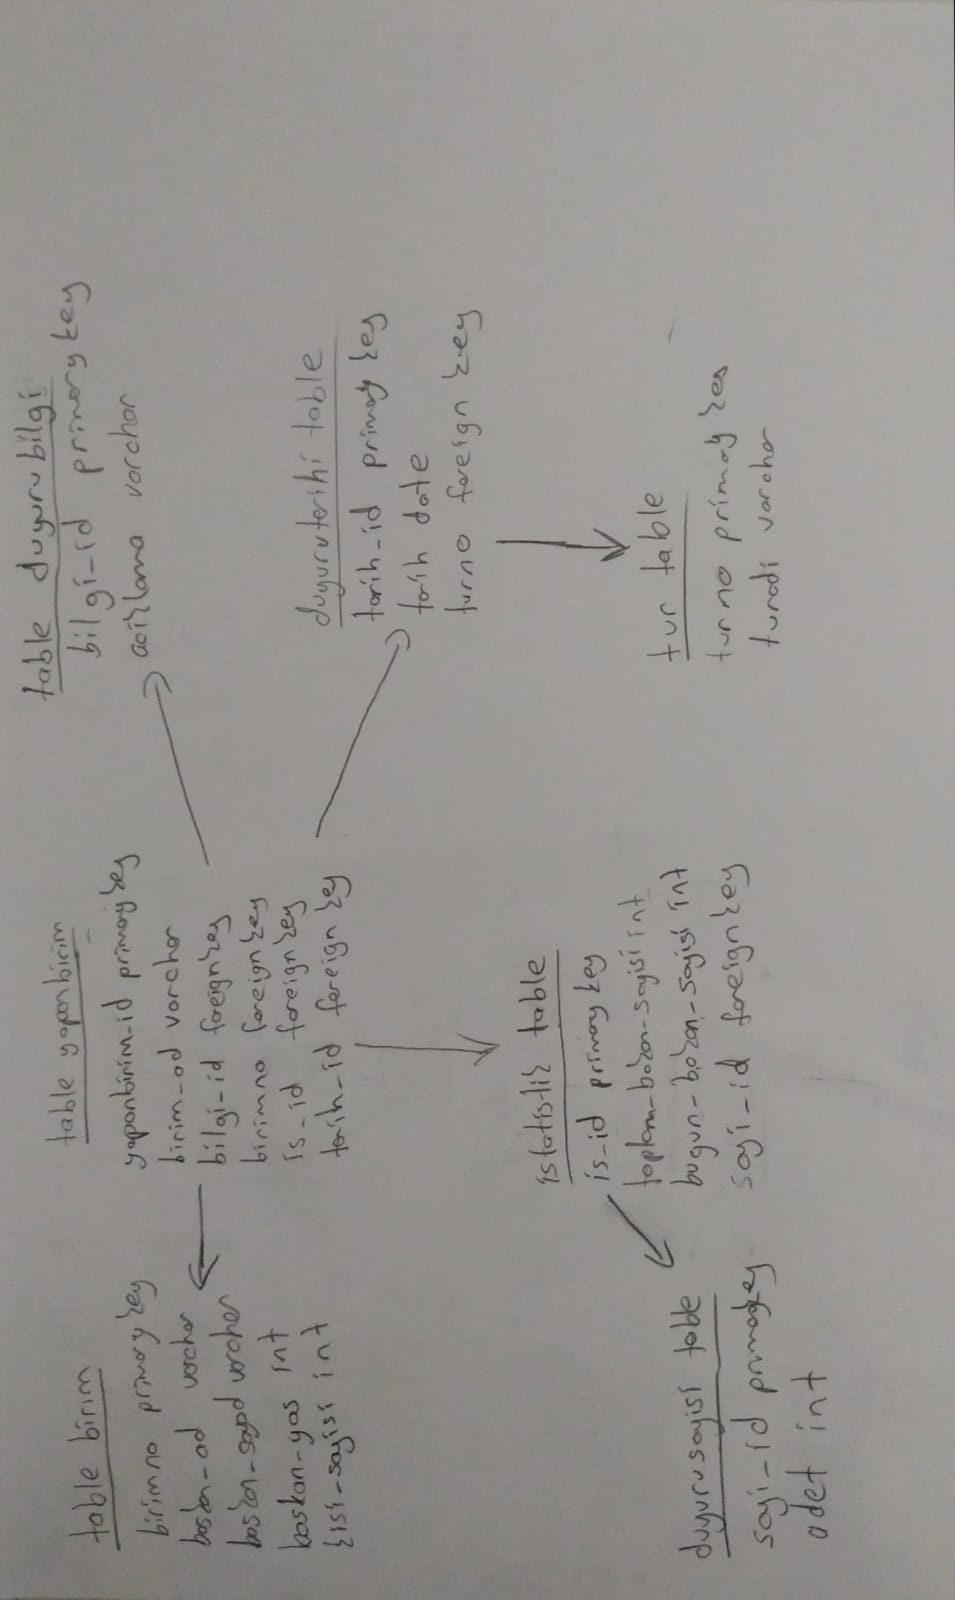 table birim
birimno primary key
baskan-ad varchar
baskan-soyad varchar
baskan-yas int
kisi-sayisi int
table yapanbirim
yapanbirim-id primary key
birim-ad varchar
bilgi-id foreign key
birimno foreign key
is-id foreign key
tarih-id foreign key
table duyurubilgi
bilgi-id primary key
aciklama varchar
duyurutarihi table
tarih-id primary key
tarih date
turno foreign key
duyurusayisi table
sayi-id primary key
adet int
istatistik table
is-id primary key
toplam-bakan-sayisi int
bugun-bakan-sayisi int
sayi-id foreign key
tur table
turno primary key
turadi varchar